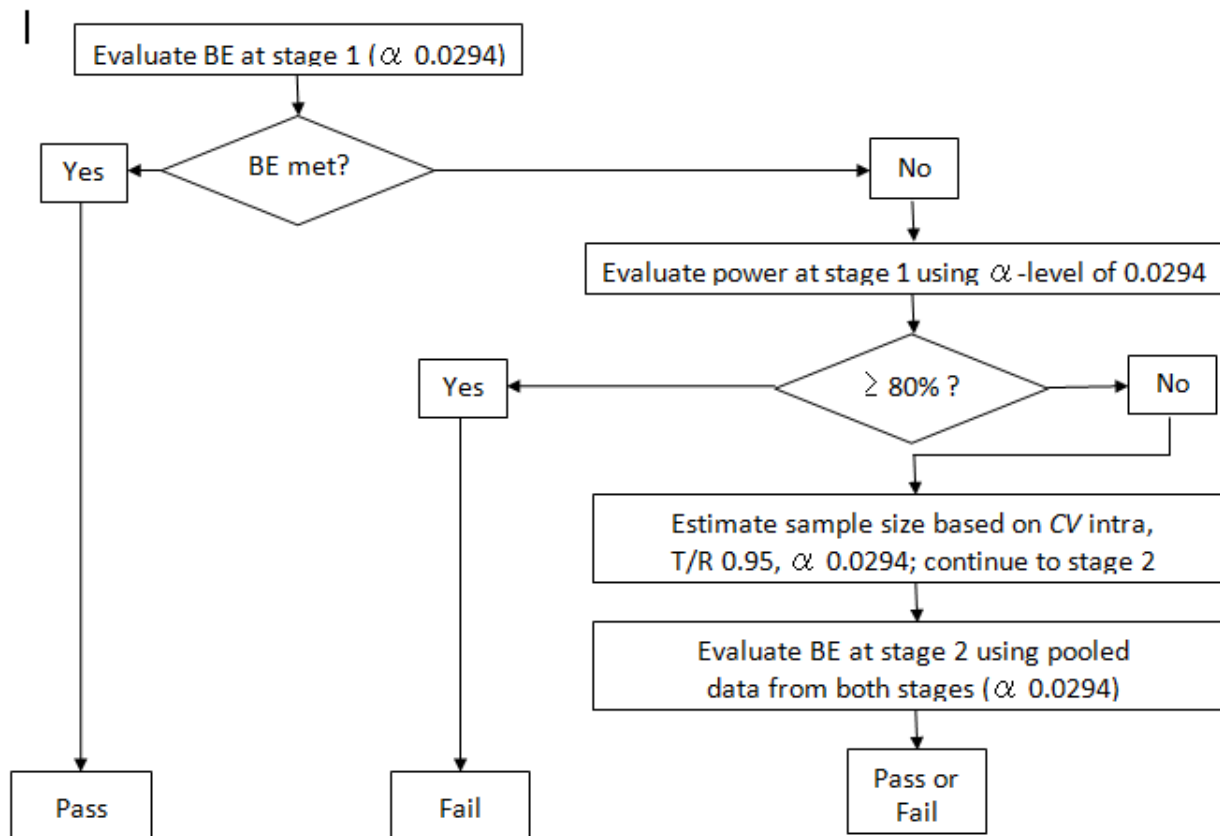 I
Evaluate BE at stage 1 (α 0.0294)
BE met?
Yes
No
Evaluate power at stage 1 using α-level of 0.0294
≥ 80% ?
Yes
No
Estimate sample size based on CV intra,
T/R 0.95, α 0.0294; continue to stage 2
Evaluate BE at stage 2 using pooled
data from both stages (α 0.0294)
Pass
Fail
Pass or
Fail